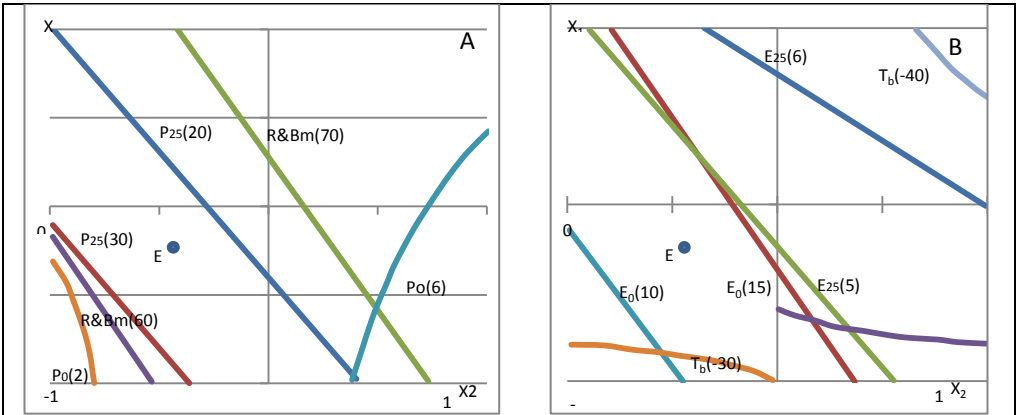 X
A
P25(20)
R&Bm(70)
0
P25(30)
E
Po(6)
R&Bm(60)
P0(2)
-1
1
X2
X1
B
E25(6)
Tb(-40)
0
E
E0(10)
E0(15)
E25(5)
Tb(-30)
-
1
X2